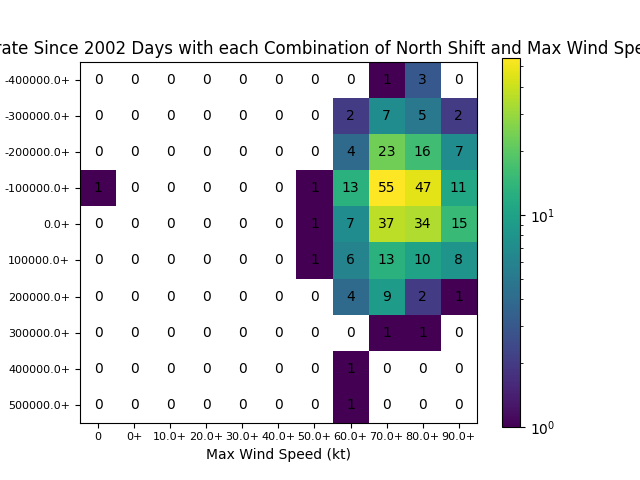 rate Since 2002 Days with each Combination of North Shift and Max Wind Spe
-400000.0+ 0 0 0 0 0 0 0 0 1 3 0
-300000.0+ 0 0 0 0 0 0 0 2 7 5 2
-200000.0+ 0 0 0 0 0 0 0 4 23 16 7
-100000.0+ 1 0 0 0 0 0 1 13 55 47 11
0.0+ 0 0 0 0 0 0 1 7 37 34 15
100000.0+ 0 0 0 0 0 0 1 6 13 10 8
200000.0+ 0 0 0 0 0 0 0 4 9 2 1
300000.0+ 0 0 0 0 0 0 0 0 1 1 0
400000.0+ 0 0 0 0 0 0 0 1 0 0 0
500000.0+ 0 0 0 0 0 0 0 1 0 0 0
0 0+ 10.0+ 20.0+ 30.0+ 40.0+ 50.0+ 60.0+ 70.0+ 80.0+ 90.0+
Max Wind Speed (kt)
10¹
10⁰